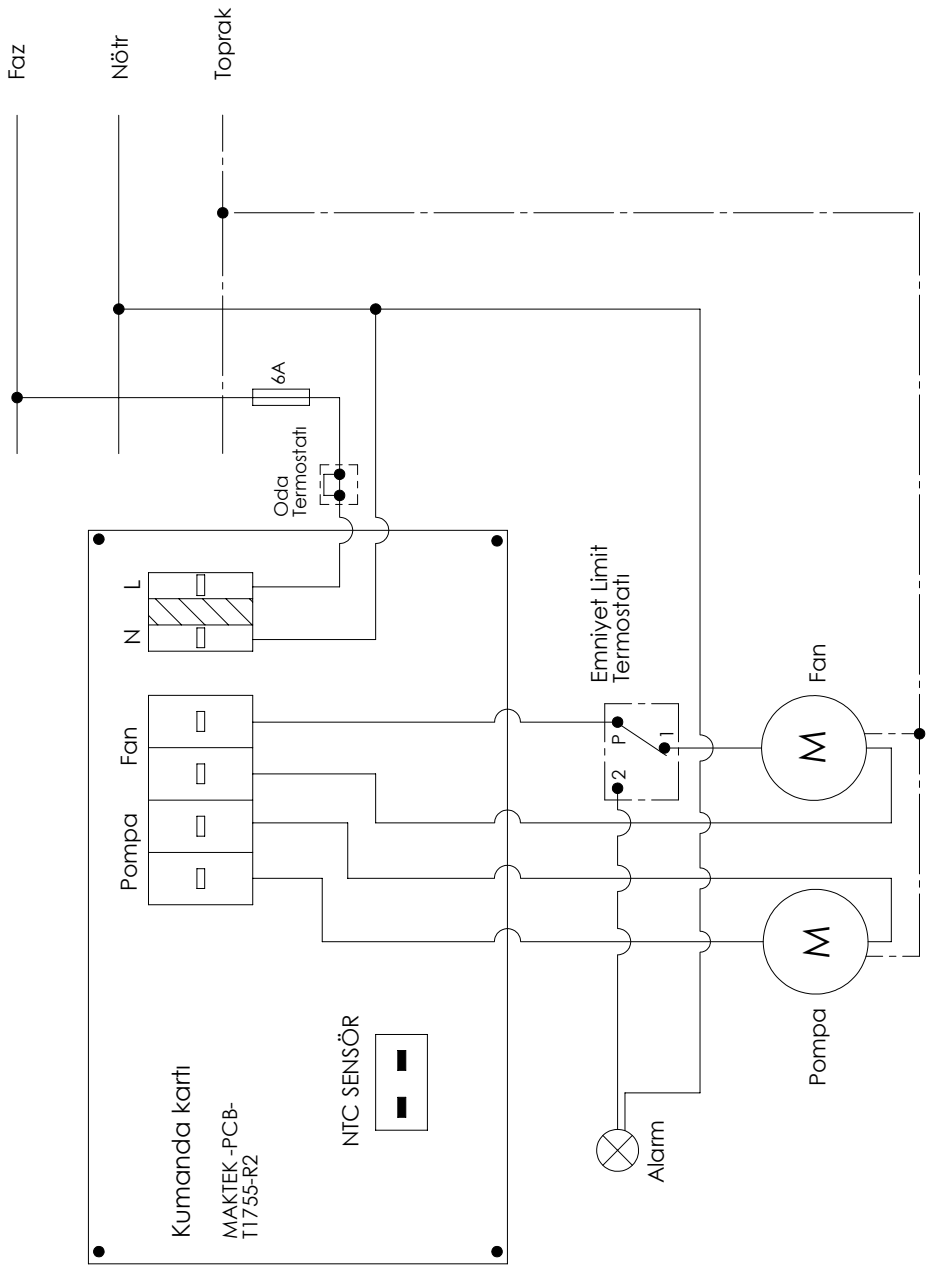 Faz
Nötr
Toprak
6A
Oda
Termostatı
L
N
Fan
Pompa
Kumanda kartı
MAKTEK -PCB-
T1755-R2
NTC SENSÖR
Emniyet Limit
Termostatı
P
1
2
M
Fan
M
Pompa
Alarm